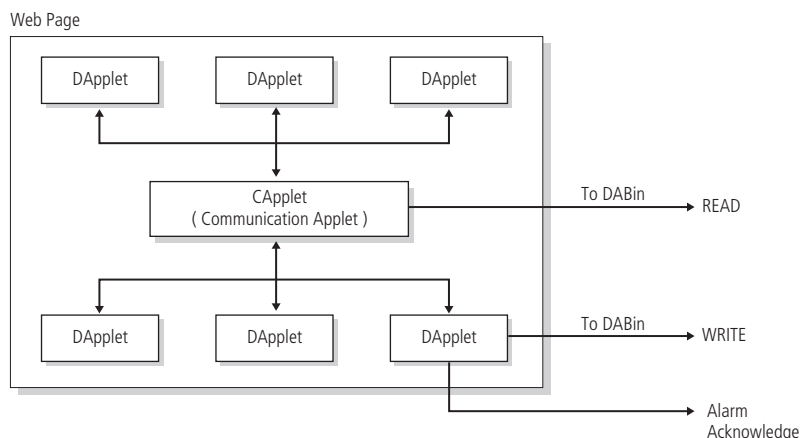 Web Page
DApplet
DApplet
DApplet
CApplet
( Communication Applet )
To DABin
READ
DApplet
DApplet
DApplet
To DABin
WRITE
Alarm
Acknowledge